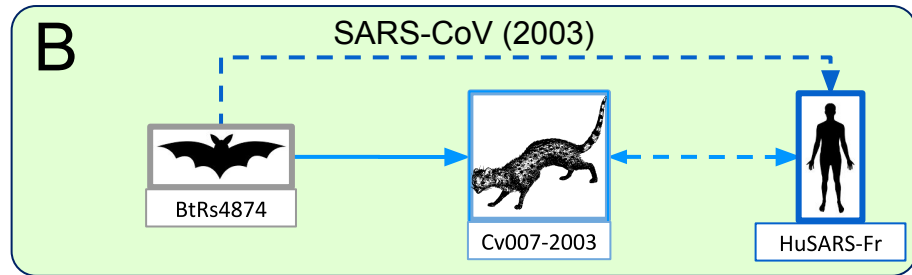 B
SARS-CoV (2003)
BtRs4874
Cv007-2003
HuSARS-Fr